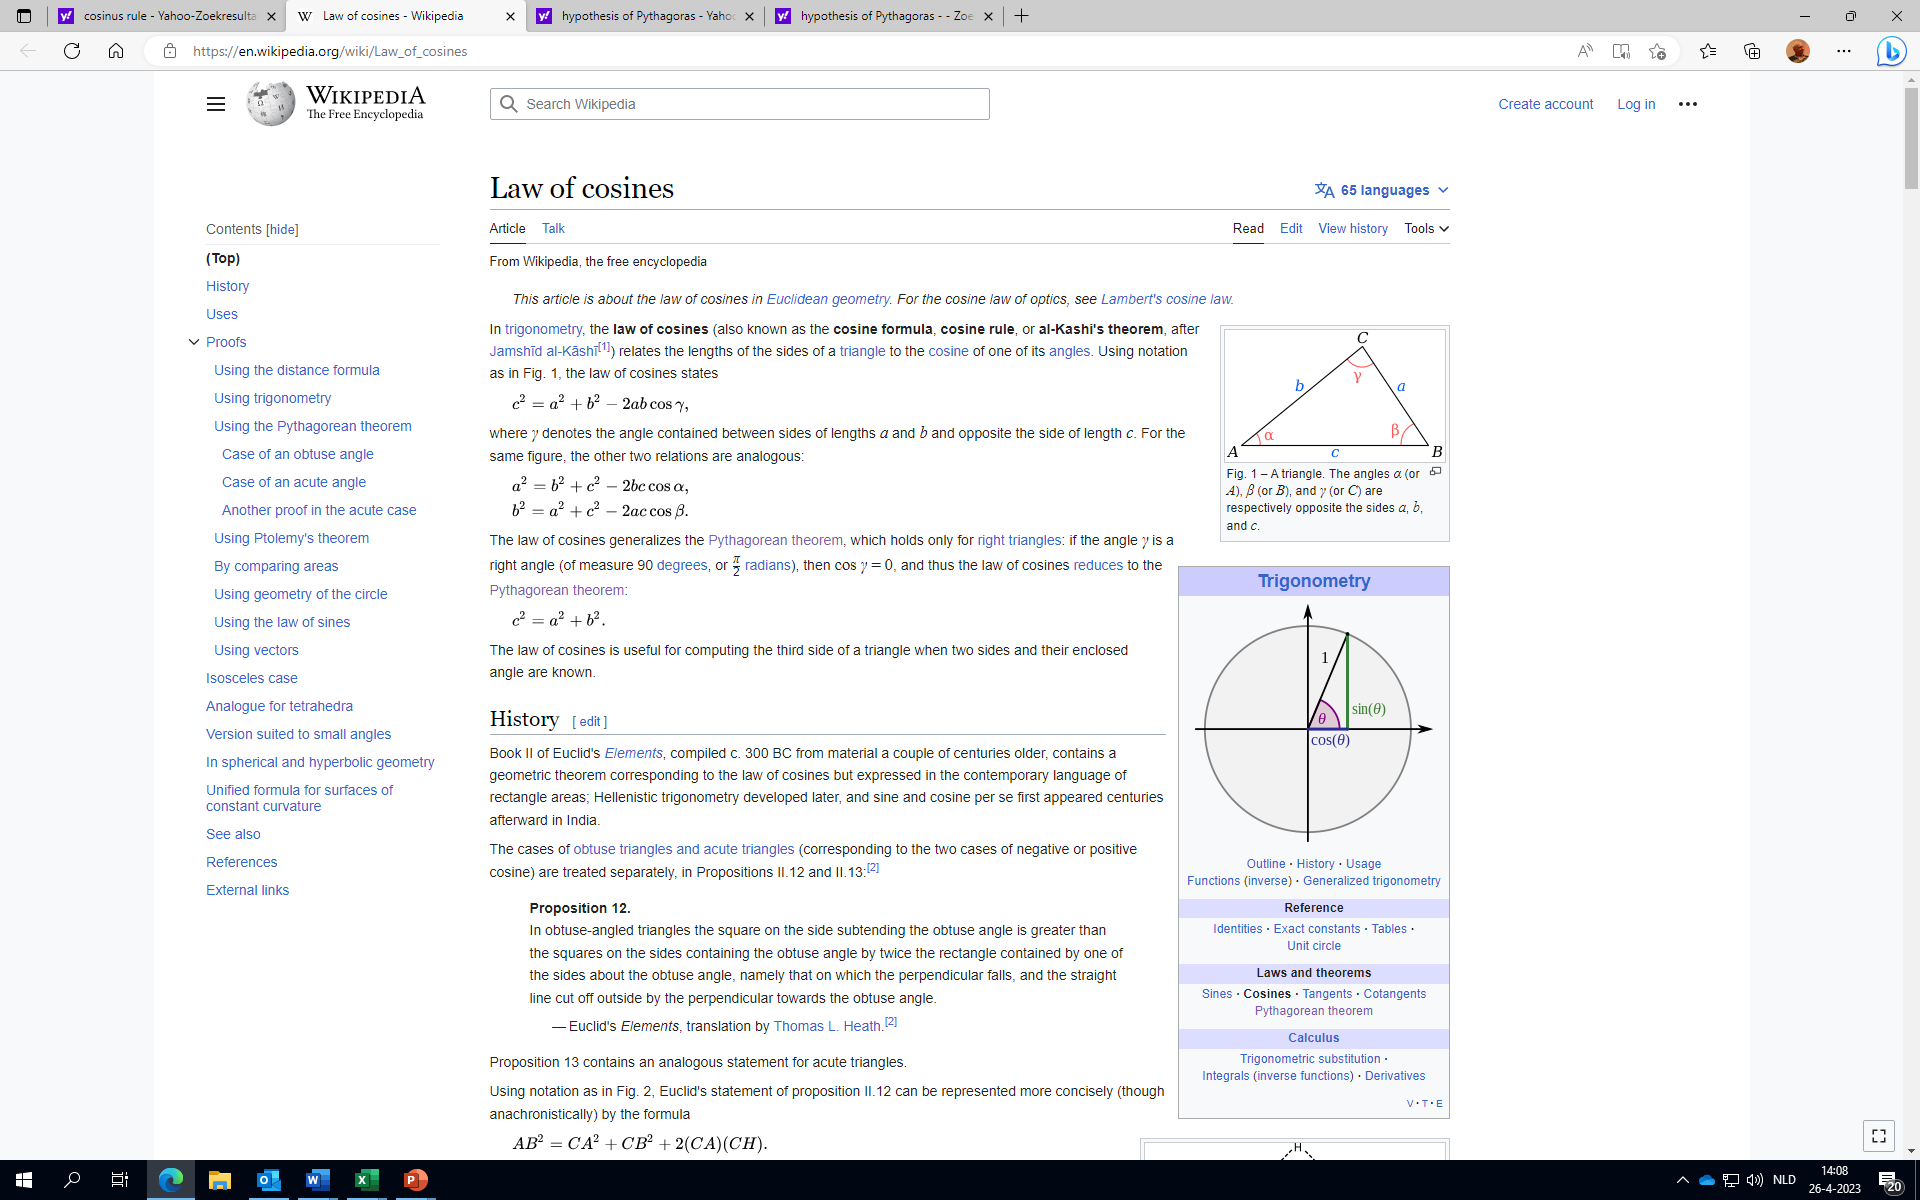 cosinus rule - Yahoo-Zoekresulta
Law of cosines - Wikipedia
hypothesis of Pythagoras - Yahoo
hypothesis of Pythagoras - - Zoe
https://en.wikipedia.org/wiki/Law_of_cosines
WIKIPEDIA
The Free Encyclopedia
Search Wikipedia
Create account
Log in
Law of cosines
65 languages
Article
Talk
Read
Edit
View history
Tools
From Wikipedia, the free encyclopedia
Contents [hide]
(Top)
History
Uses
Proofs
Using the distance formula
Using trigonometry
Using the Pythagorean theorem
Case of an obtuse angle
Case of an acute angle
Another proof in the acute case
Using Ptolemy's theorem
By comparing areas
Using geometry of the circle
Using the law of sines
Using vectors
Isosceles case
Analogue for tetrahedra
Version suited to small angles
In spherical and hyperbolic geometry
Unified formula for surfaces of
constant curvature
See also
References
External links
This article is about the law of cosines in Euclidean geometry. For the cosine law of optics, see Lambert's cosine law.
In trigonometry, the law of cosines (also known as the cosine formula, cosine rule, or al-Kashi's theorem, after
Jamshīd al-Kāshī[1]) relates the lengths of the sides of a triangle to the cosine of one of its angles. Using notation
as in Fig. 1, the law of cosines states
c² = a² + b² − 2ab cos γ,
where γ denotes the angle contained between sides of lengths a and b and opposite the side of length c. For the
same figure, the other two relations are analogous:
a² = b² + c² − 2bc cos α,
b² = a² + c² − 2ac cos β.
The law of cosines generalizes the Pythagorean theorem, which holds only for right triangles: if the angle γ is a
right angle (of measure 90 degrees, or π/2 radians), then cos γ = 0, and thus the law of cosines reduces to the
Pythagorean theorem:
c² = a² + b².
The law of cosines is useful for computing the third side of a triangle when two sides and their enclosed
angle are known.
History [ edit ]
Book II of Euclid's Elements, compiled c. 300 BC from material a couple of centuries older, contains a
geometric theorem corresponding to the law of cosines but expressed in the contemporary language of
rectangle areas; Hellenistic trigonometry developed later, and sine and cosine per se first appeared centuries
afterward in India.
The cases of obtuse triangles and acute triangles (corresponding to the two cases of negative or positive
cosine) are treated separately, in Propositions II.12 and II.13:[2]
Proposition 12.
In obtuse-angled triangles the square on the side subtending the obtuse angle is greater than
the squares on the sides containing the obtuse angle by twice the rectangle contained by one of
the sides about the obtuse angle, namely that on which the perpendicular falls, and the straight
line cut off outside by the perpendicular towards the obtuse angle.
— Euclid's Elements, translation by Thomas L. Heath.[2]
Proposition 13 contains an analogous statement for acute triangles.
Using notation as in Fig. 2, Euclid's statement of proposition II.12 can be represented more concisely (though
anachronistically) by the formula
AB² = CA² + CB² + 2(CA)(CH).
C
γ
b
a
α
β
A
c
B
Fig. 1 – A triangle. The angles α (or
A), β (or B), and γ (or C) are
respectively opposite the sides a, b,
and c.
Trigonometry
1
sin(θ)
θ
cos(θ)
Outline · History · Usage
Functions (inverse) · Generalized trigonometry
Reference
Identities · Exact constants · Tables ·
Unit circle
Laws and theorems
Sines · Cosines · Tangents · Cotangents
Pythagorean theorem
Calculus
Trigonometric substitution ·
Integrals (inverse functions) · Derivatives
V · T · E
H
NLD
14:08
26-4-2023
20